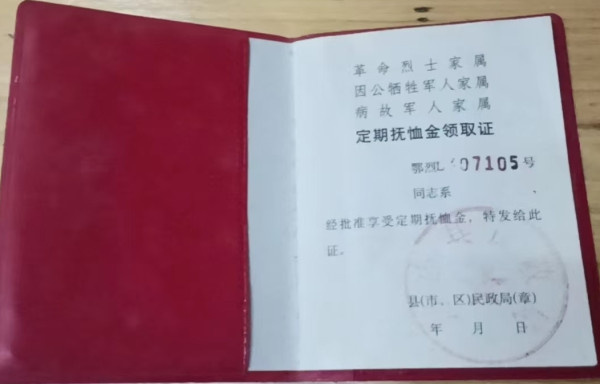 革命烈士家属
因公牺牲军人家属
病故军人家属
定期抚恤金领取证
鄂烈 07105号
同志系 、
经批准享受定期抚恤金，特发给此
证。
县(市、区)民政局(章)
年 月 日